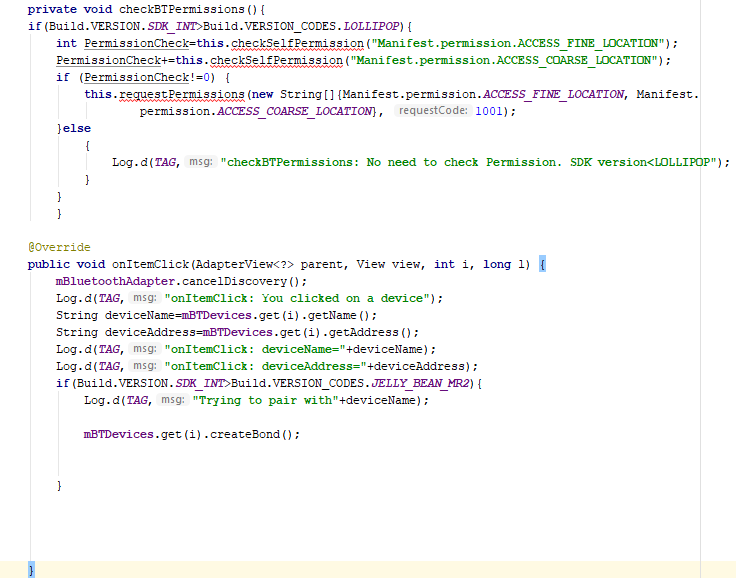 private void checkBTPermissions(){
if(Build.VERSION.SDK_INT>Build.VERSION_CODES.LOLLIPOP){
int PermissionCheck=this.checkSelfPermission("Manifest.permission.ACCESS_FINE_LOCATION");
PermissionCheck+=this.checkSelfPermission("Manifest.permission.ACCESS_COARSE_LOCATION");
if (PermissionCheck!=0) {
this.requestPermissions(new String[]{Manifest.permission.ACCESS_FINE_LOCATION, Manifest.
permission.ACCESS_COARSE_LOCATION}, requestCode: 1001);
}else
{
Log.d(TAG, msg: "checkBTPermissions: No need to check Permission. SDK version<LOLLIPOP");
}
}
}
@Override
public void onItemClick(AdapterView<?> parent, View view, int i, long l) {
mBluetoothAdapter.cancelDiscovery();
Log.d(TAG, msg: "onItemClick: You clicked on a device");
String deviceName=mBTDevices.get(i).getName();
String deviceAddress=mBTDevices.get(i).getAddress();
Log.d(TAG, msg: "onItemClick: deviceName="+deviceName);
Log.d(TAG, msg: "onItemClick: deviceAddress="+deviceAddress);
if(Build.VERSION.SDK_INT>Build.VERSION_CODES.JELLY_BEAN_MR2){
Log.d(TAG, msg: "Trying to pair with"+deviceName);
mBTDevices.get(i).createBond();
}
}